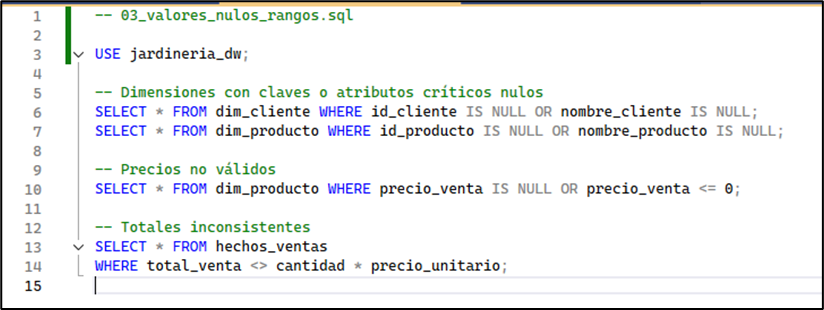 1 -- 03_valores_nulos_rangos.sql
2
3 USE jardineria_dw;
4
5 -- Dimensiones con claves o atributos criticos nulos
6 SELECT * FROM dim_cliente WHERE id_cliente IS NULL OR nombre_cliente IS NULL;
7 SELECT * FROM dim_producto WHERE id_producto IS NULL OR nombre_producto IS NULL;
8
9 -- Precios no válidos
10 SELECT * FROM dim_producto WHERE precio_venta IS NULL OR precio_venta <= 0;
11
12 -- Totales inconsistentes
13 SELECT * FROM hechos_ventas
14 WHERE total_venta <> cantidad * precio_unitario;
15